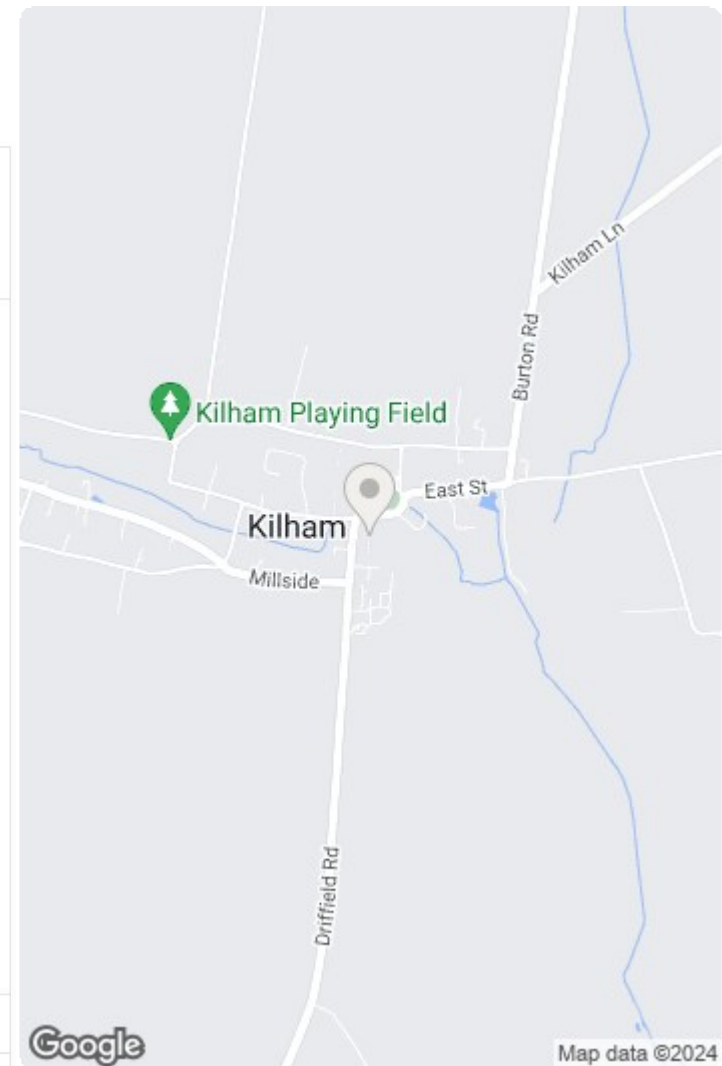 Kilham Ln
Burton Rd
Kilham Playing Field
East St
Kilham
Millside
Driffield Rd
Google
Map data ©2024